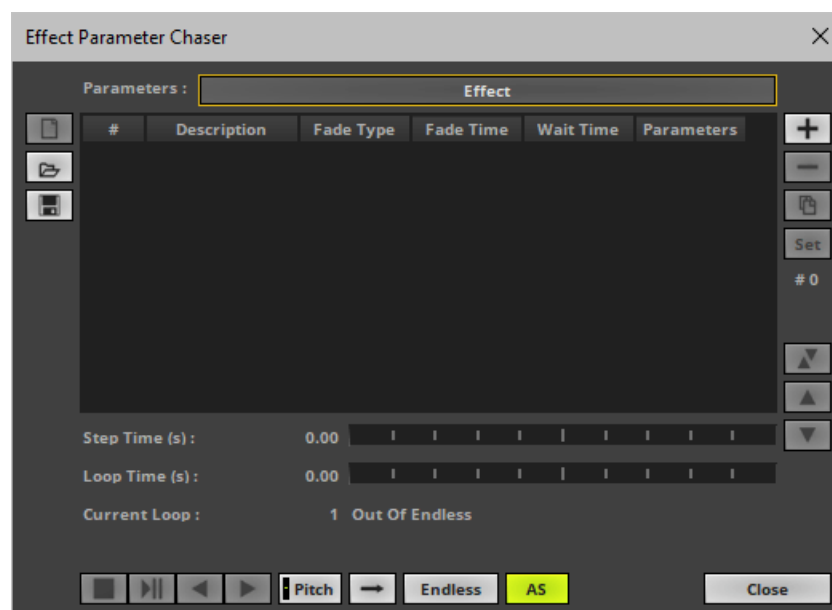 Effect Parameter Chaser
Parameters : Effect
# Description Fade Type Fade Time Wait Time Parameters
Set
# 0
Step Time (s) : 0.00
Loop Time (s) : 0.00
Current Loop : 1 Out Of Endless
Pitch Endless AS Close